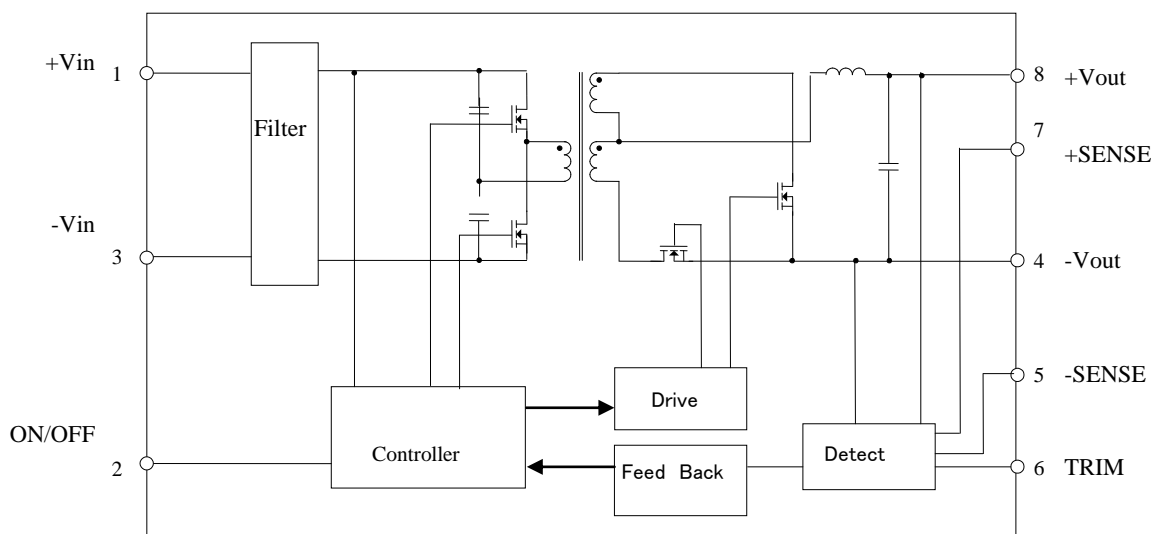 +Vin
1
Filter
-Vin
3
ON/OFF
2
Controller
Drive
Feed Back
Detect
8 +Vout
7
+SENSE
4 -Vout
5 -SENSE
6 TRIM